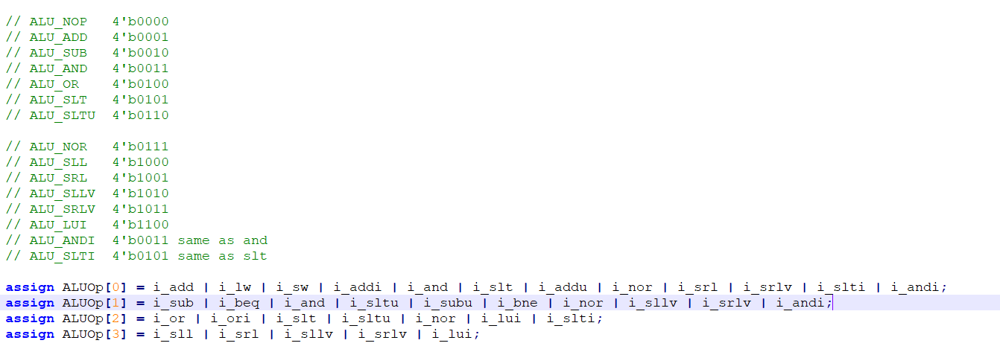 // ALU_NOP   4'b0000
// ALU_ADD   4'b0001
// ALU_SUB   4'b0010
// ALU_AND   4'b0011
// ALU_OR    4'b0100
// ALU_SLT   4'b0101
// ALU_SLTU  4'b0110
// ALU_NOR   4'b0111
// ALU_SLL   4'b1000
// ALU_SRL   4'b1001
// ALU_SLLV  4'b1010
// ALU_SRLV  4'b1011
// ALU_LUI   4'b1100
// ALU_ANDI  4'b0011 same as and
// ALU_SLTI  4'b0101 same as slt
assign ALUOp[0] = i_add | i_lw | i_sw | i_addi | i_and | i_slt | i_addu | i_nor | i_srl | i_srlv | i_slti | i_andi;
assign ALUOp[1] = i_sub | i_beq | i_and | i_sltu | i_subu | i_bne | i_nor | i_sllv | i_srlv | i_andi;
assign ALUOp[2] = i_or | i_ori | i_slt | i_sltu | i_nor | i_lui | i_slti;
assign ALUOp[3] = i_sll | i_srl | i_sllv | i_srlv | i_lui;